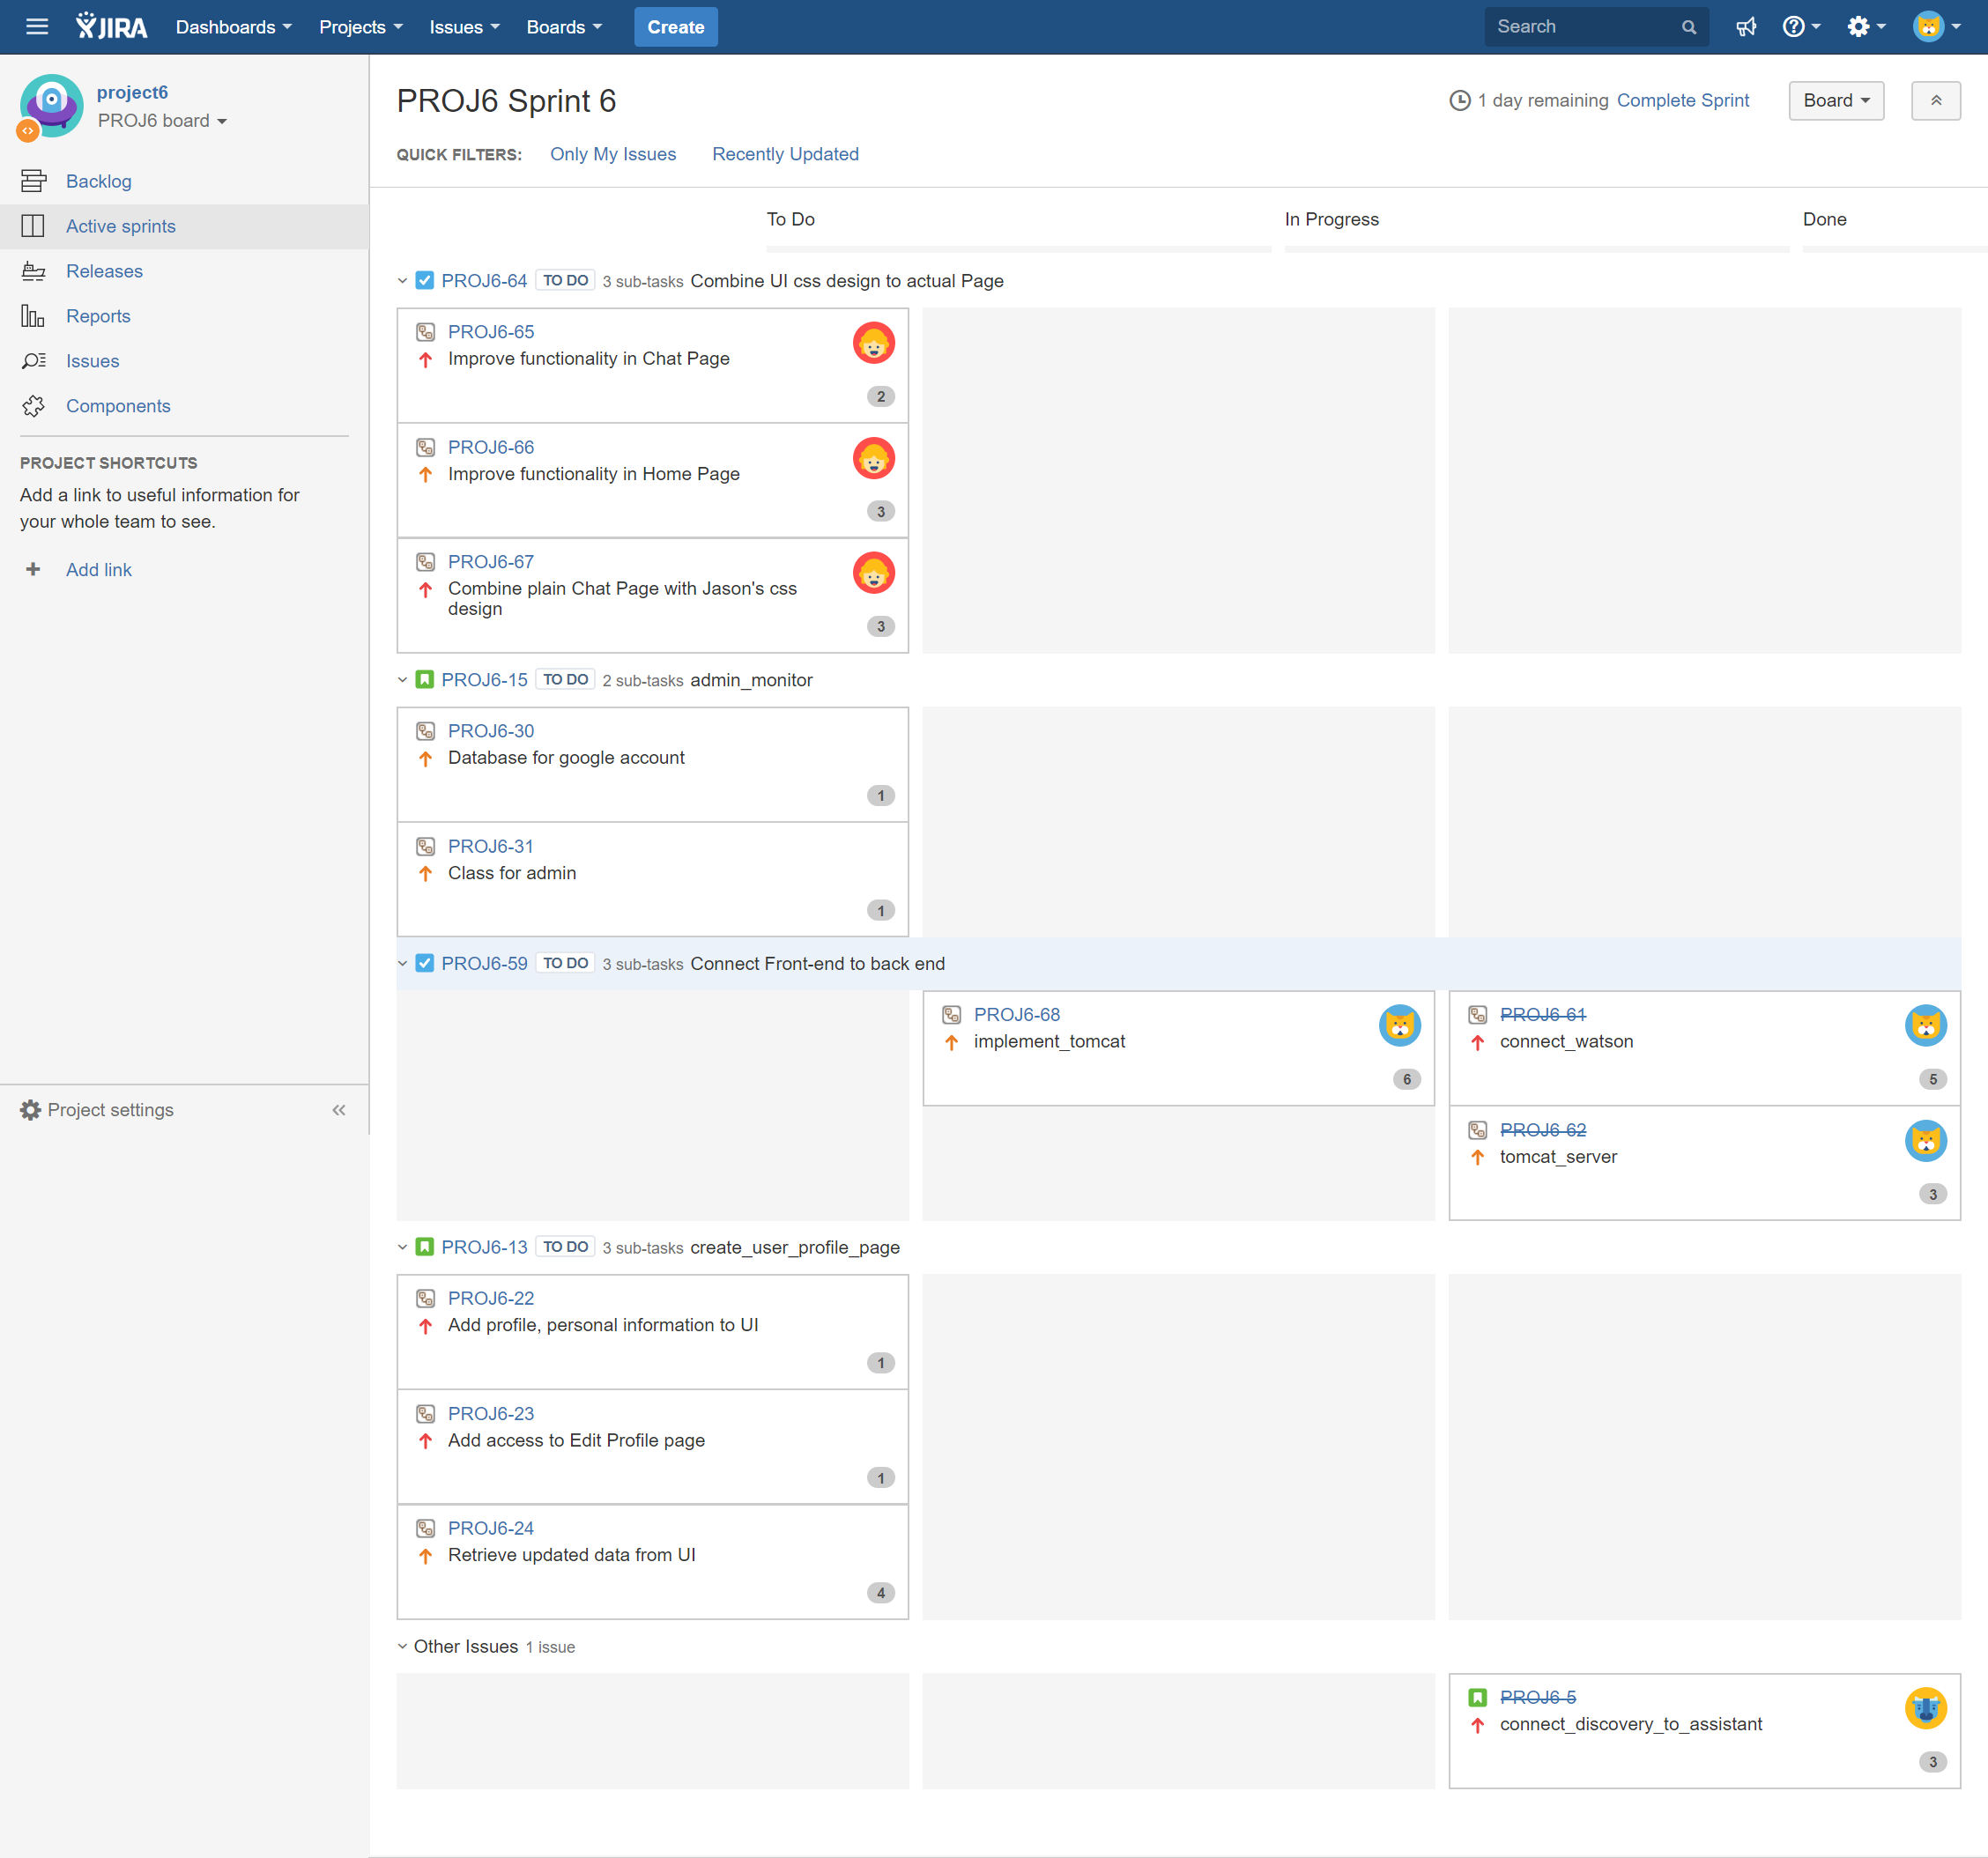 JIRA Dashboards Projects Issues Boards Create Search
project6
PROJ6 board
Backlog
Active sprints
Releases
Reports
Issues
Components
PROJECT SHORTCUTS
Add a link to useful information for
your whole team to see.
+ Add link
Project settings
PROJ6 Sprint 6
1 day remaining Complete Sprint Board
QUICK FILTERS: Only My Issues Recently Updated
To Do In Progress Done
PROJ6-64 TO DO 3 sub-tasks Combine UI css design to actual Page
PROJ6-65
Improve functionality in Chat Page
2
PROJ6-66
Improve functionality in Home Page
3
PROJ6-67
Combine plain Chat Page with Jason's css
design
3
PROJ6-15 TO DO 2 sub-tasks admin_monitor
PROJ6-30
Database for google account
1
PROJ6-31
Class for admin
1
PROJ6-59 TO DO 3 sub-tasks Connect Front-end to back end
PROJ6-68
implement_tomcat
6
PROJ6-61
connect_watson
5
PROJ6-62
tomcat_server
3
PROJ6-13 TO DO 3 sub-tasks create_user_profile_page
PROJ6-22
Add profile, personal information to UI
1
PROJ6-23
Add access to Edit Profile page
1
PROJ6-24
Retrieve updated data from UI
4
Other Issues 1 issue
PROJ6-5
connect_discovery_to_assistant
3